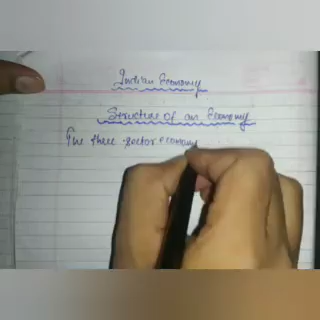 Indian Economy
Structure of an Economy
The three sector economy